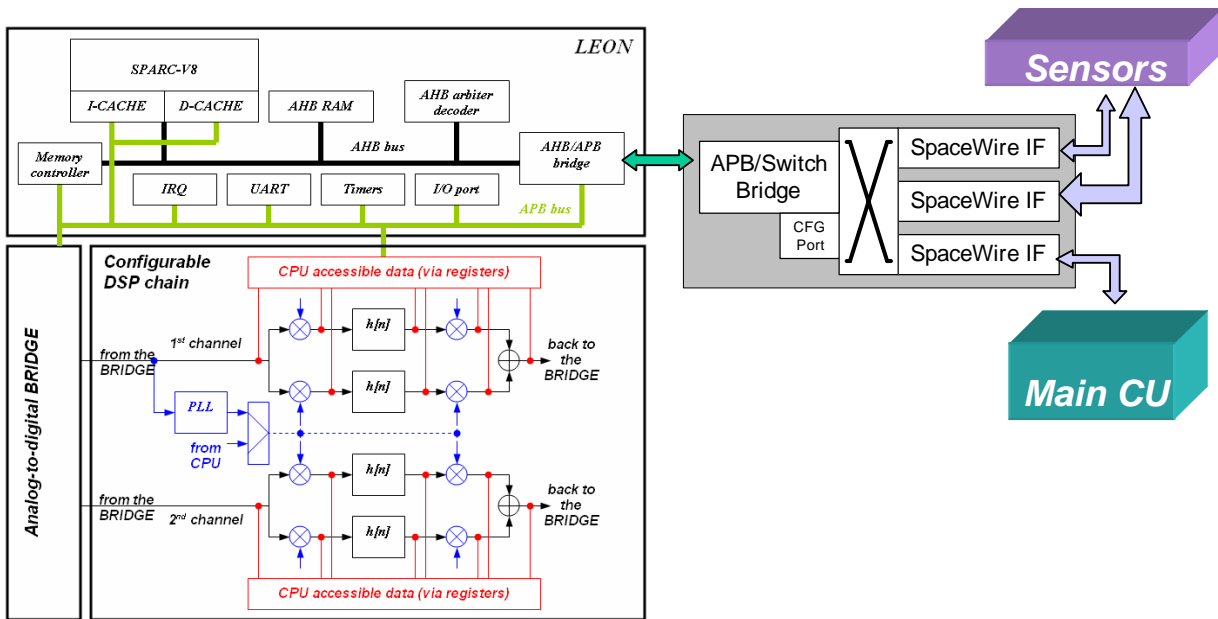 LEON
SPARC-V8
I-CACHE
D-CACHE
AHB RAM
AHB arbiter
decoder
AHB bus
AHB/APB
bridge
Memory
controller
IRQ
UART
Timers
I/O port
APB bus
Sensors
APB/Switch
Bridge
CFG
Port
SpaceWire IF
SpaceWire IF
SpaceWire IF
Main CU
Analog-to-digital BRIDGE
Configurable
DSP chain
CPU accessible data (via registers)
from the
BRIDGE
1st channel
h[n]
h[n]
back to
the
BRIDGE
PLL
from
CPU
from the
BRIDGE
2nd channel
h[n]
h[n]
back to
the
BRIDGE
CPU accessible data (via registers)